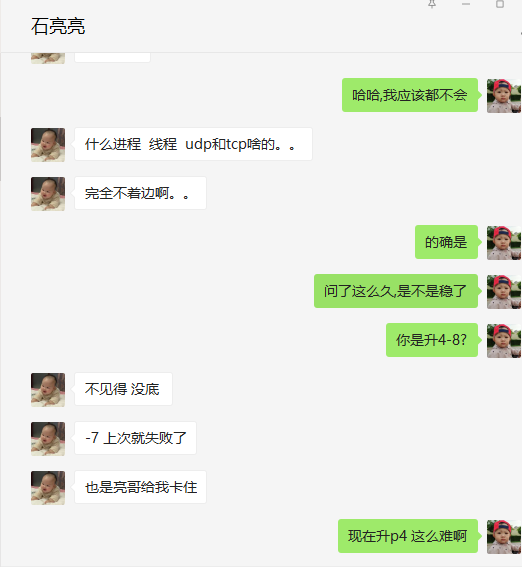 石亮亮
哈哈,我应该都不会
什么进程 线程 udp和tcp啥的。。
完全不着边啊。。
的确是
问了这么久,是不是稳了
你是升4-8?
不见得 没底
-7 上次就失败了
也是亮哥给我卡住
现在升p4 这么难啊